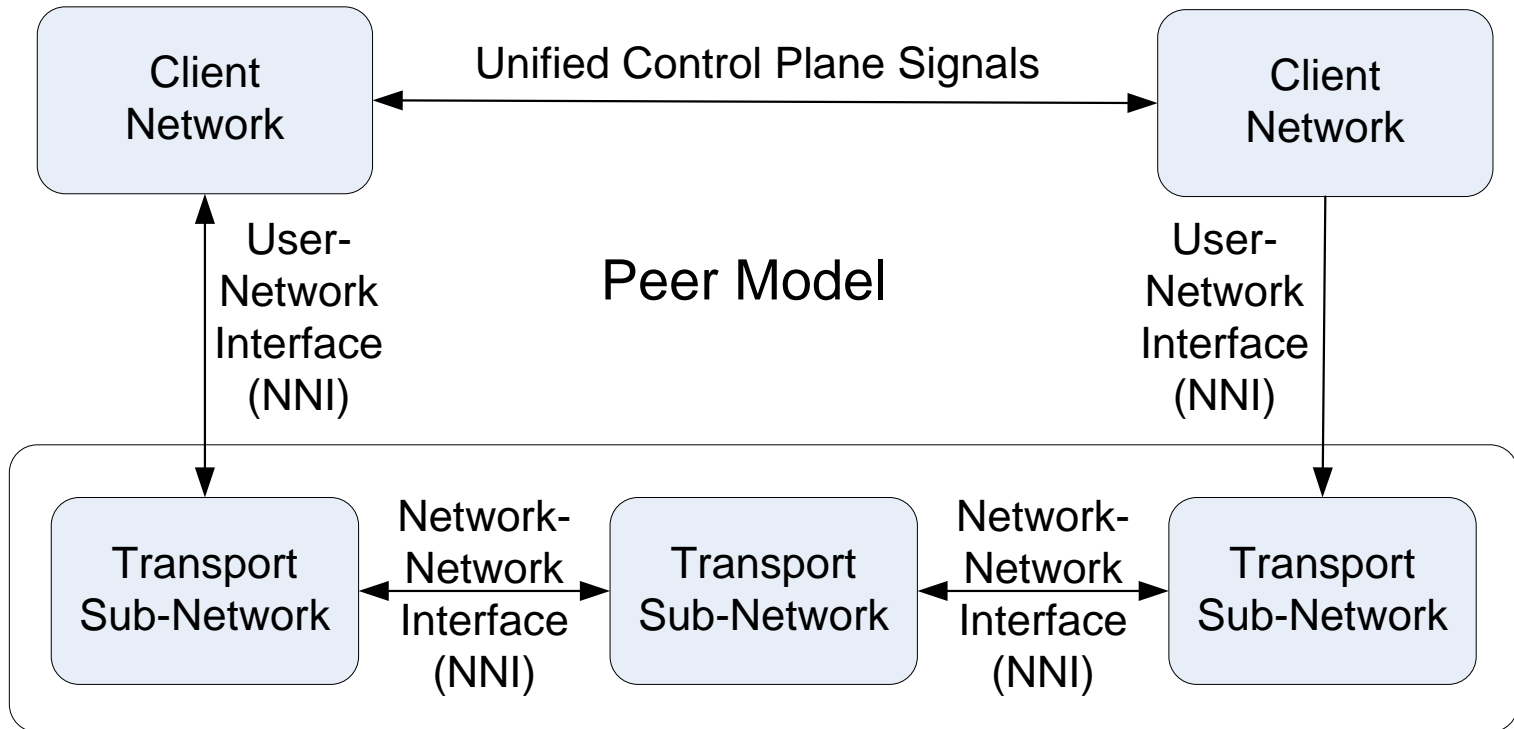 Client
Network
Unified Control Plane Signals
Client
Network
User-
Network
Interface
(NNI)
Peer Model
User-
Network
Interface
(NNI)
Transport
Sub-Network
Network-
Network
Interface
(NNI)
Transport
Sub-Network
Network-
Network
Interface
(NNI)
Transport
Sub-Network